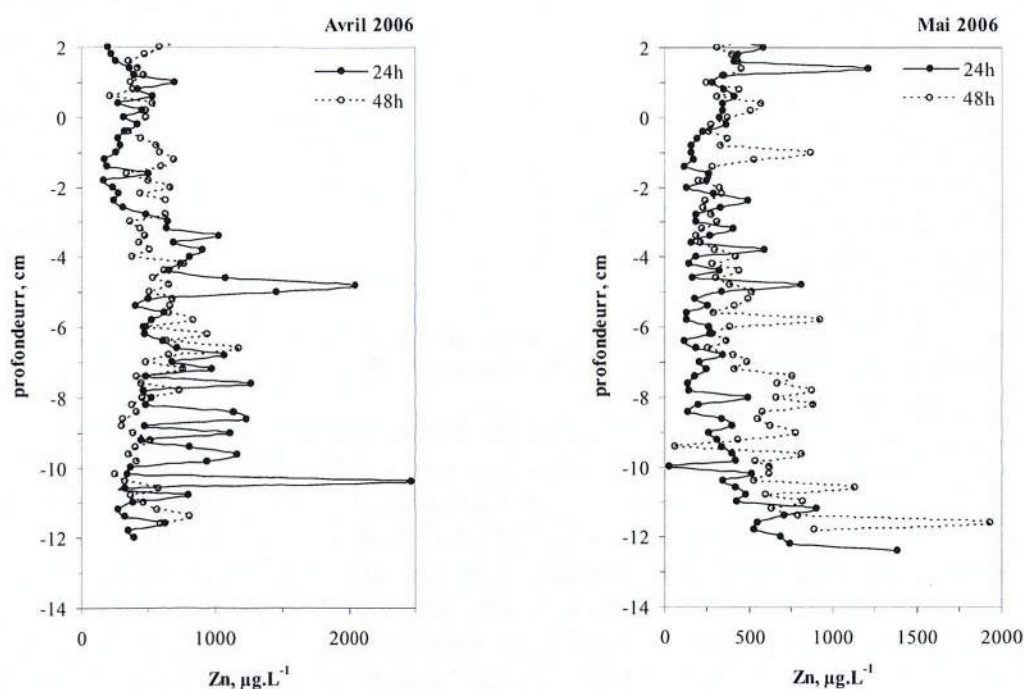 Avril 2006
24h
48h
2
0
-2
-4
-6
-8
-10
-12
-14
profondeurr, cm
0
1000
2000
Zn, µg.L⁻¹
Mai 2006
24h
48h
2
0
-2
-4
-6
-8
-10
-12
-14
profondeurr, cm
0
500
1000
1500
2000
Zn, µg.L⁻¹